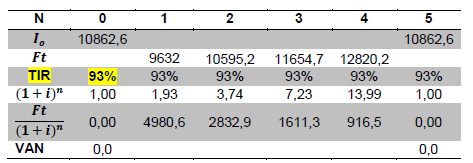 N 0 1 2 3 4 5
Io 10862,6 10862,6
Ft 9632 10595,2 11654,7 12820,2
TIR 93% 93% 93% 93% 93% 93%
(1 + i)^n 1,00 1,93 3,74 7,23 13,99 1,00
Ft
/(1 + i)^n 0,00 4980,6 2832,9 1611,3 916,5 0,00
VAN 0,0 0,0